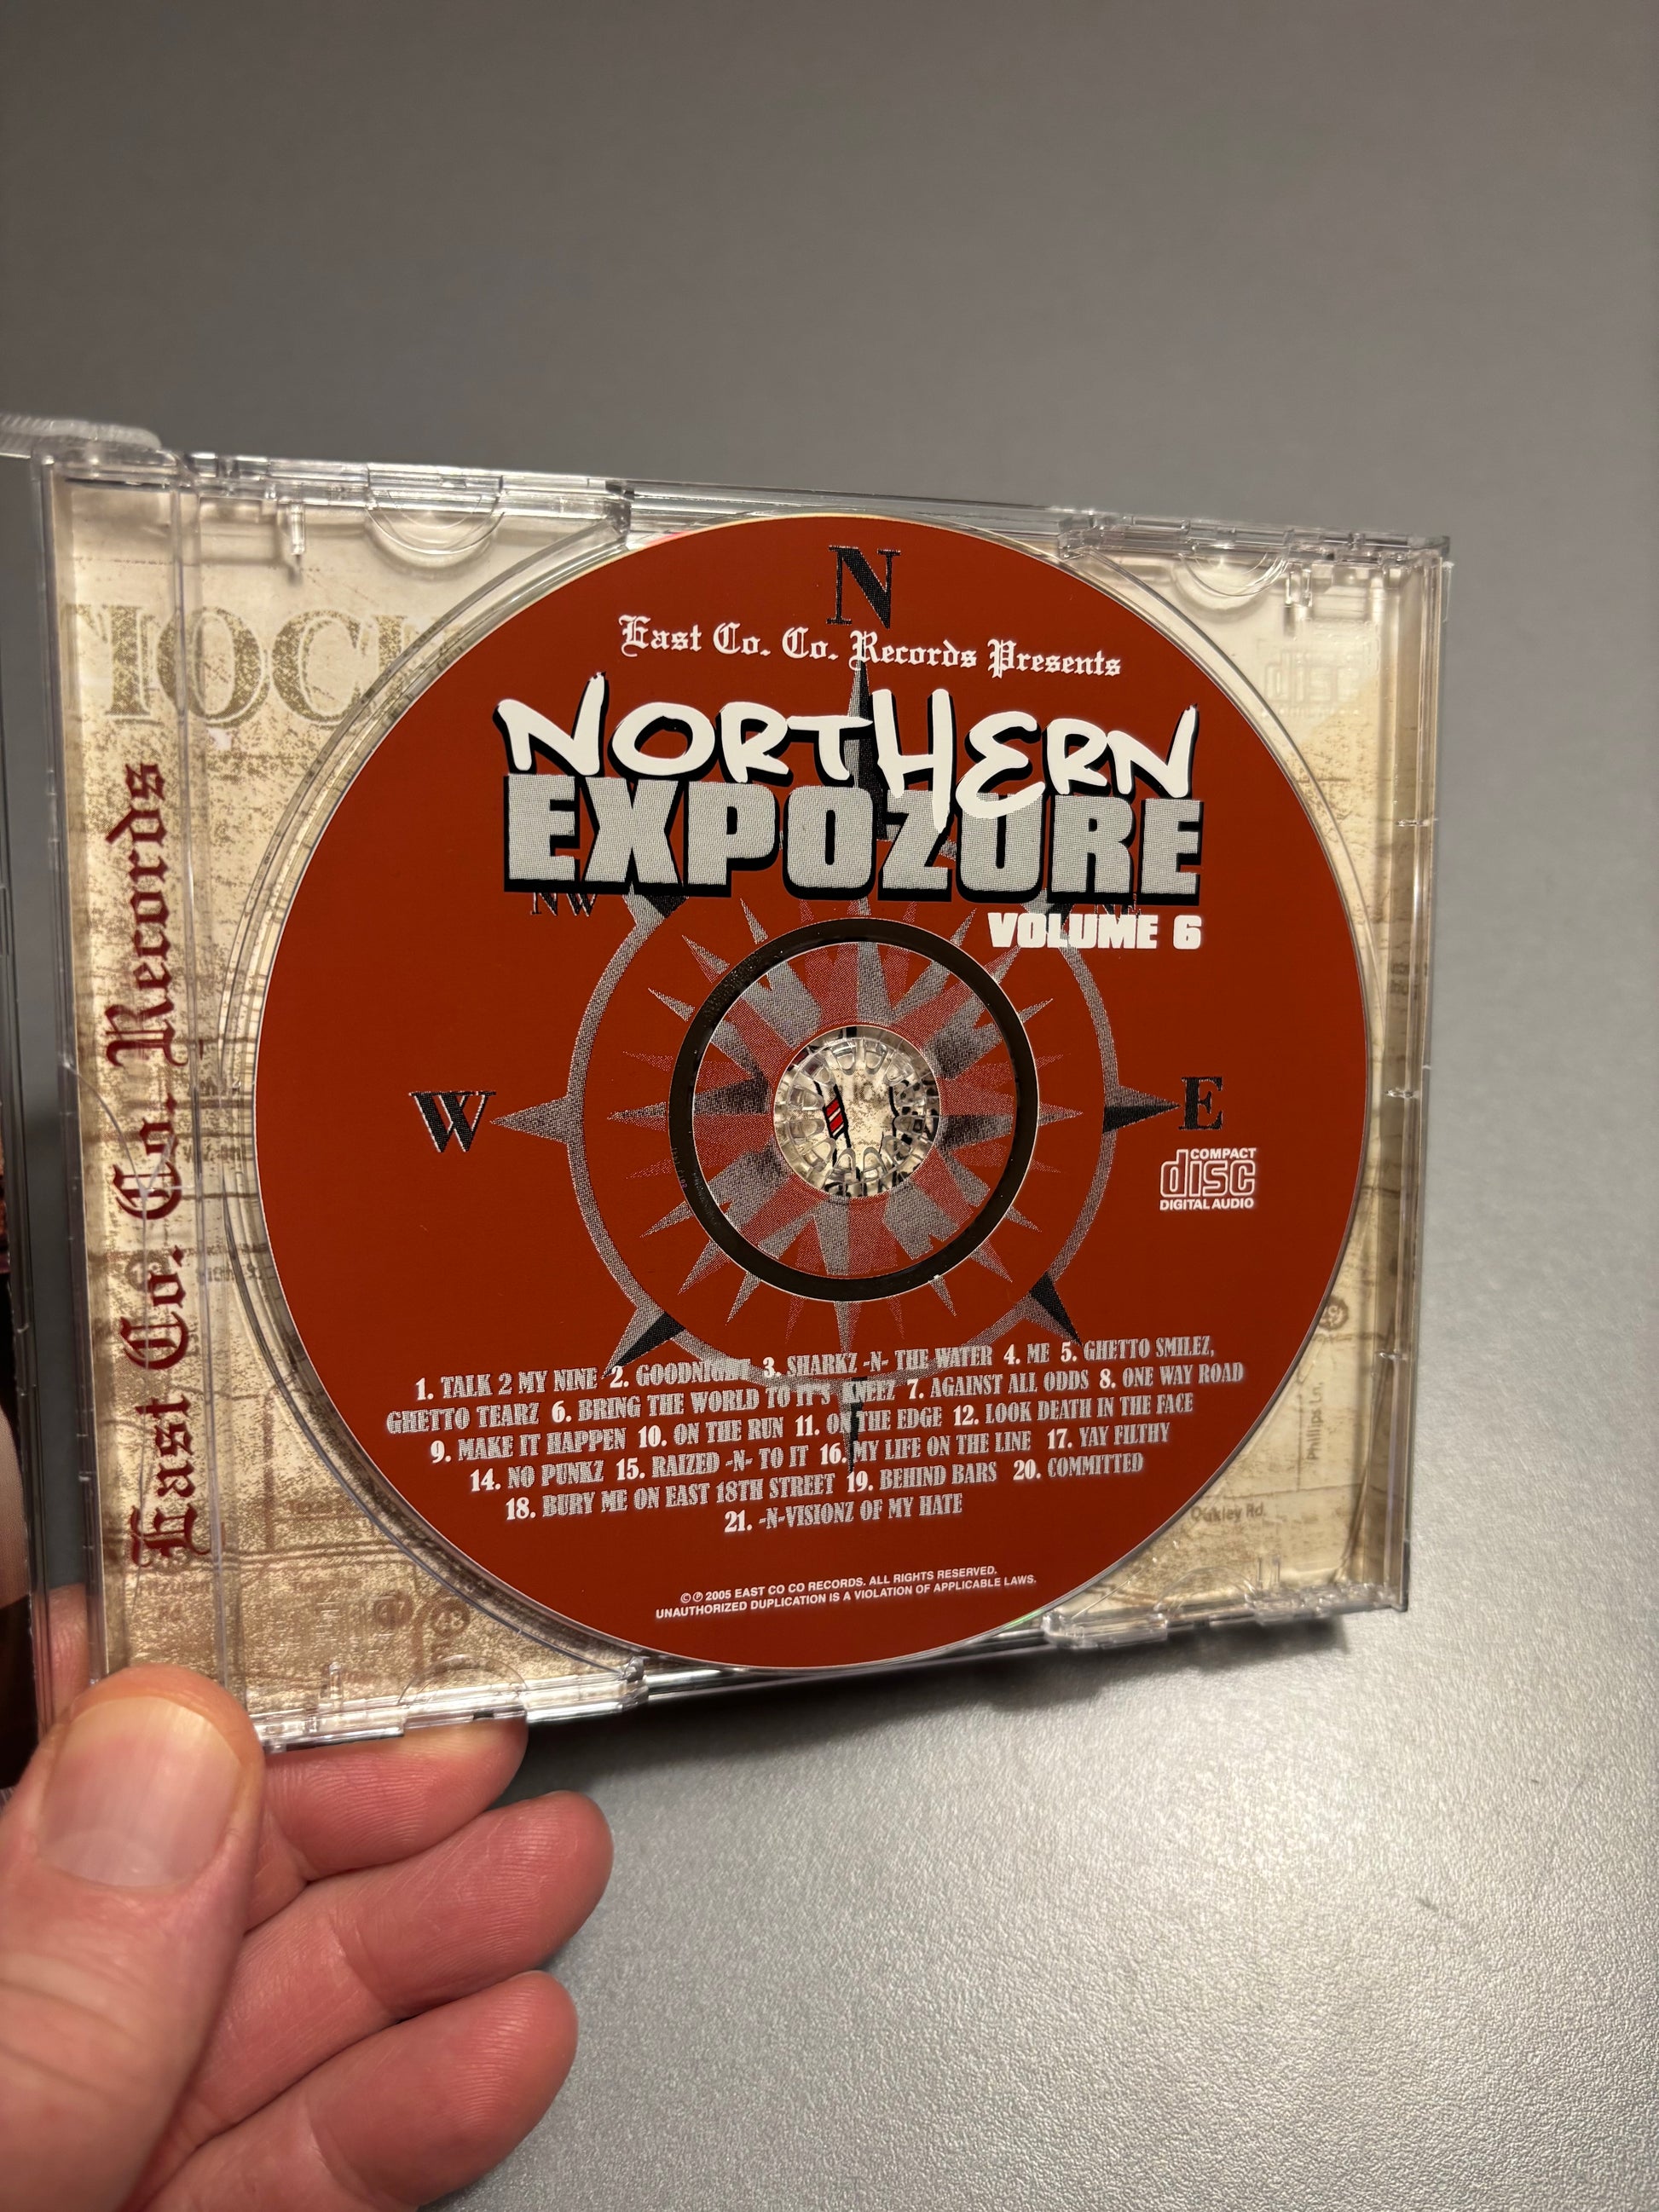 N
East Co. Co. Records Presents
NORTHERN
EXPOZURE
VOLUME 6
NW
W
E
COMPACT
disc
DIGITAL AUDIO
1. TALK 2 MY NINE 2. GOODNIGHT 3. SHARKZ -N- THE WATER 4. ME 5. GHETTO SMILEZ,
GHETTO TEARZ 6. BRING THE WORLD TO IT'S KNEEZ 7. AGAINST ALL ODDS 8. ONE WAY ROAD
9. MAKE IT HAPPEN 10. ON THE RUN 11. ON THE EDGE 12. LOOK DEATH IN THE FACE
14. NO PUNKZ 15. RAIZED -N- TO IT 16. MY LIFE ON THE LINE 17. YAY FILTHY
18. BURY ME ON EAST 18TH STREET 19. BEHIND BARS 20. COMMITTED
21. -N-VISIONZ OF MY HATE
© ℗ 2005 EAST CO CO RECORDS. ALL RIGHTS RESERVED.
UNAUTHORIZED DUPLICATION IS A VIOLATION OF APPLICABLE LAWS.
East Co. Co. Records
Phillips Ln.
Oakley Rd.